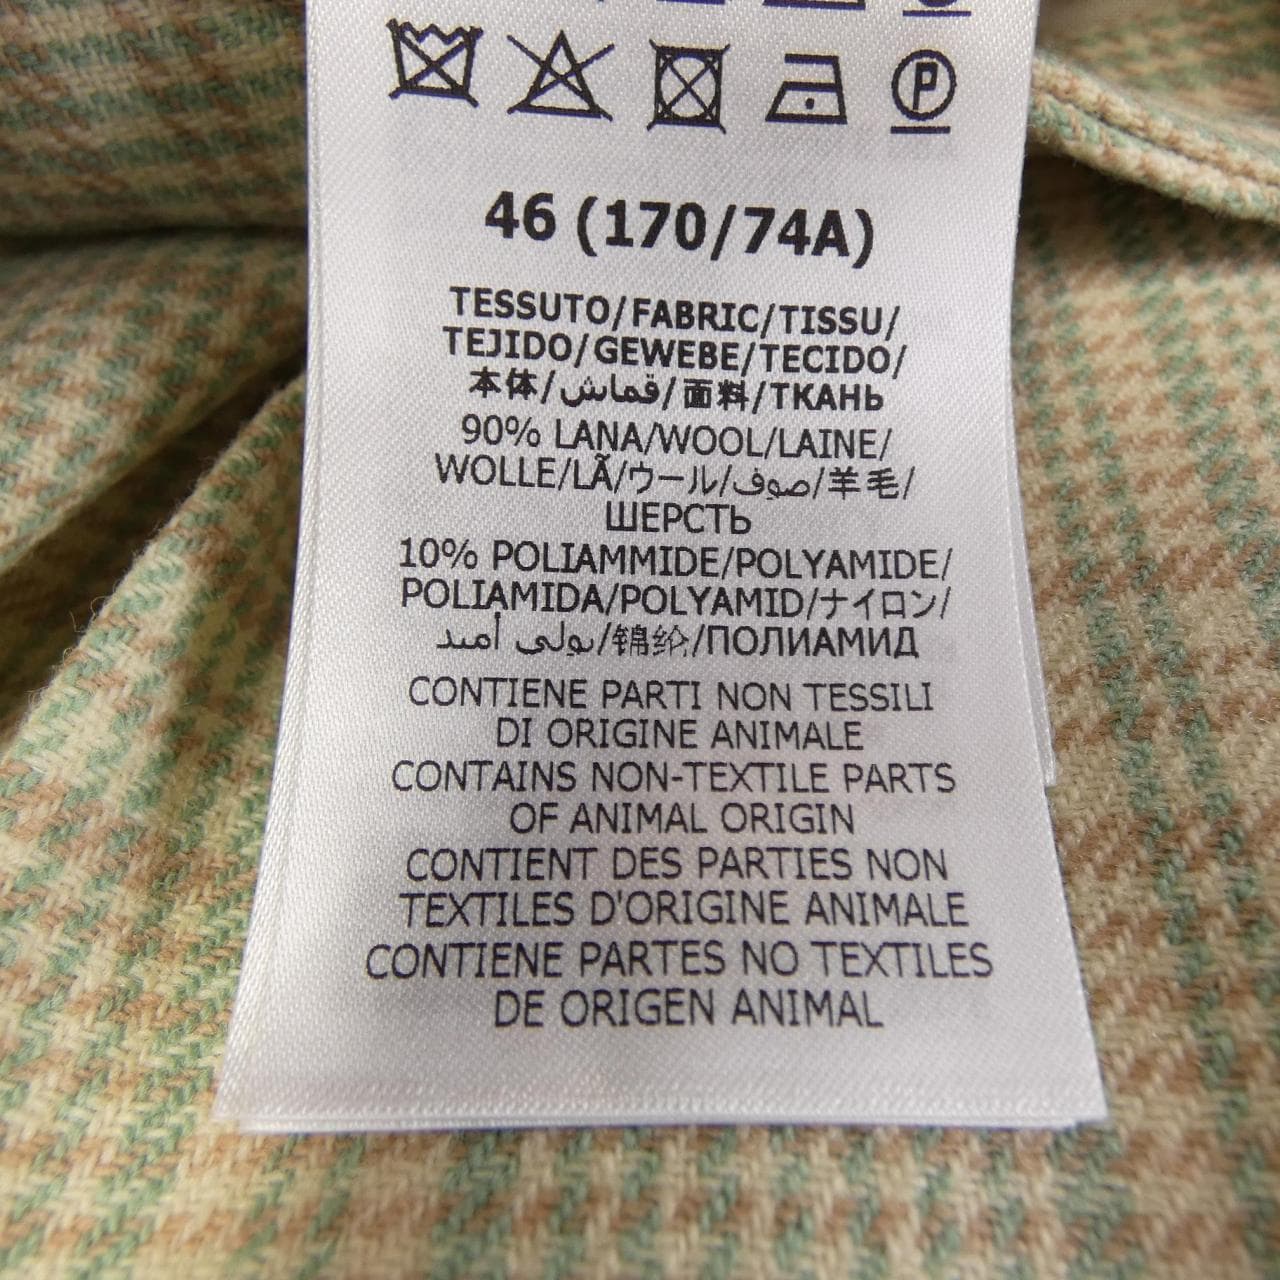 P
46 (170/74A)
TESSUTO/FABRIC/TISSU/
TEJIDO/GEWEBE/TECIDO/
本体/قماش/面料/ТКАНЬ
90% LANA/WOOL/LAINE/
WOLLE/LÃ/ウール/صوف/羊毛/
ШЕРСТЬ
10% POLIAMMIDE/POLYAMIDE/
POLIAMIDA/POLYAMID/ナイロン/
بولي أميد/锦纶/ПОЛИАМИД
CONTIENE PARTI NON TESSILI
DI ORIGINE ANIMALE
CONTAINS NON-TEXTILE PARTS
OF ANIMAL ORIGIN
CONTIENT DES PARTIES NON
TEXTILES D'ORIGINE ANIMALE
CONTIENE PARTES NO TEXTILES
DE ORIGEN ANIMAL